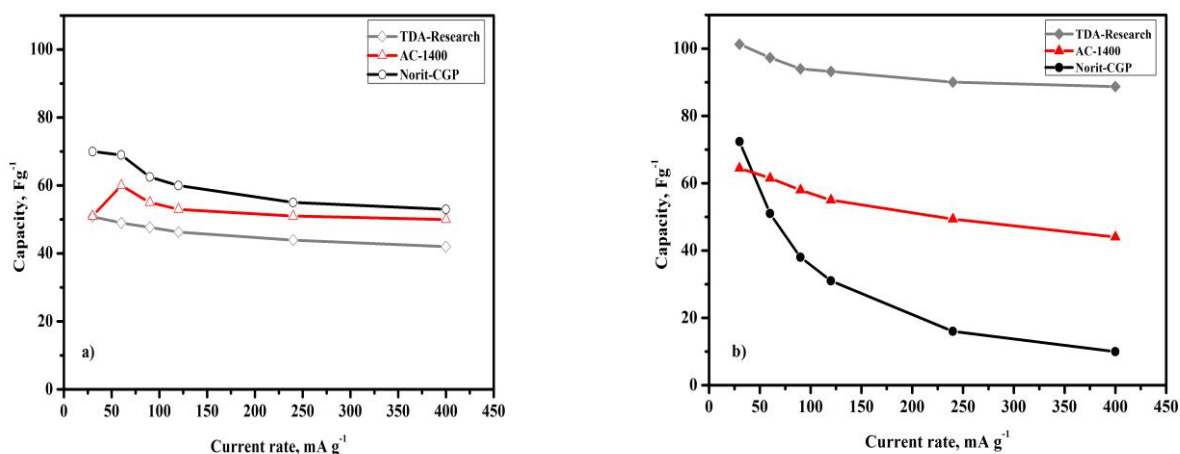 100
80
60
40
20
0
Capacity, Fg⁻¹
TDA-Research
AC-1400
Norit-CGP
a)
0 50 100 150 200 250 300 350 400 450
Current rate, mA g⁻¹
100
80
60
40
20
0
Capacity, Fg⁻¹
TDA-Research
AC-1400
Norit-CGP
b)
0 50 100 150 200 250 300 350 400 450
Current rate, mA g⁻¹